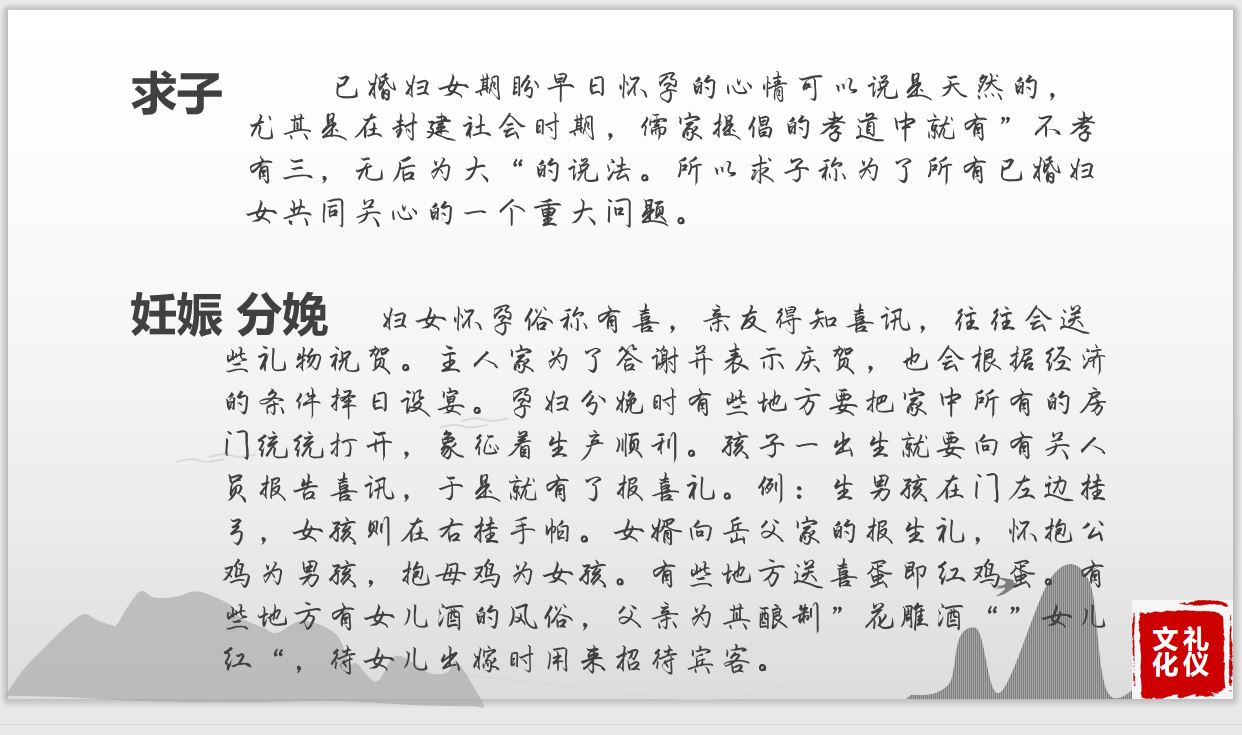 求子 已婚妇女期盼早日怀孕的心情可以说是天然的，
尤其是在封建社会时期，儒家提倡的孝道中就有”不孝
有三，无后为大“的说法。所以求子称为了所有已婚妇
女共同关心的一个重大问题。
妊娠 分娩 妇女怀孕俗称有喜，亲友得知喜讯，往往会送
些礼物祝贺。主人家为了答谢并表示庆贺，也会根据经济
的条件择日设宴。孕妇分娩时有些地方要把家中所有的房
门统统打开，象征着生产顺利。孩子一出生就要向有关人
员报告喜讯，于是就有了报喜礼。例：生男孩在门左边挂
弓，女孩则在右挂手帕。女婿向岳父家的报生礼，怀抱公
鸡为男孩，抱母鸡为女孩。有些地方送喜蛋即红鸡蛋。有
些地方有女儿酒的风俗，父亲为其酿制”花雕酒“”女儿
红“，待女儿出嫁时用来招待宾客。
文礼
化仪